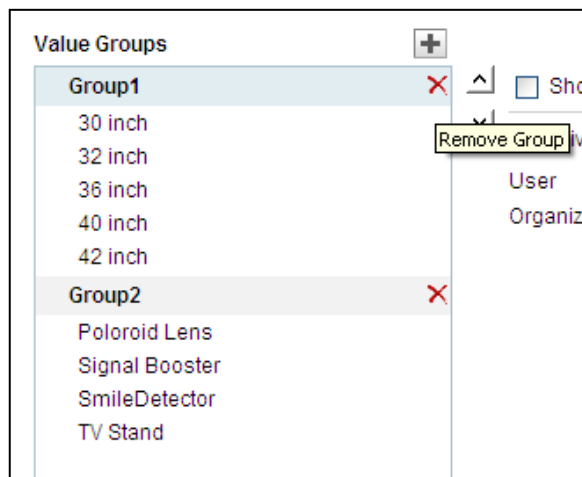 Value Groups
Group1
30 inch
32 inch
36 inch
40 inch
42 inch
Group2
Poloroid Lens
Signal Booster
SmileDetector
TV Stand
Remove Group
User